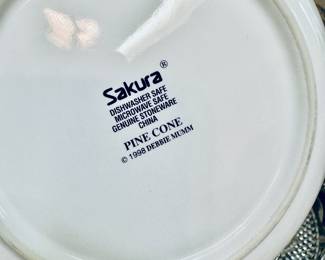 Sakura®
DISHWASHER SAFE
MICROWAVE SAFE
GENUINE STONEWARE
CHINA
PINE CONE
© 1998 DEBBIE MUMM